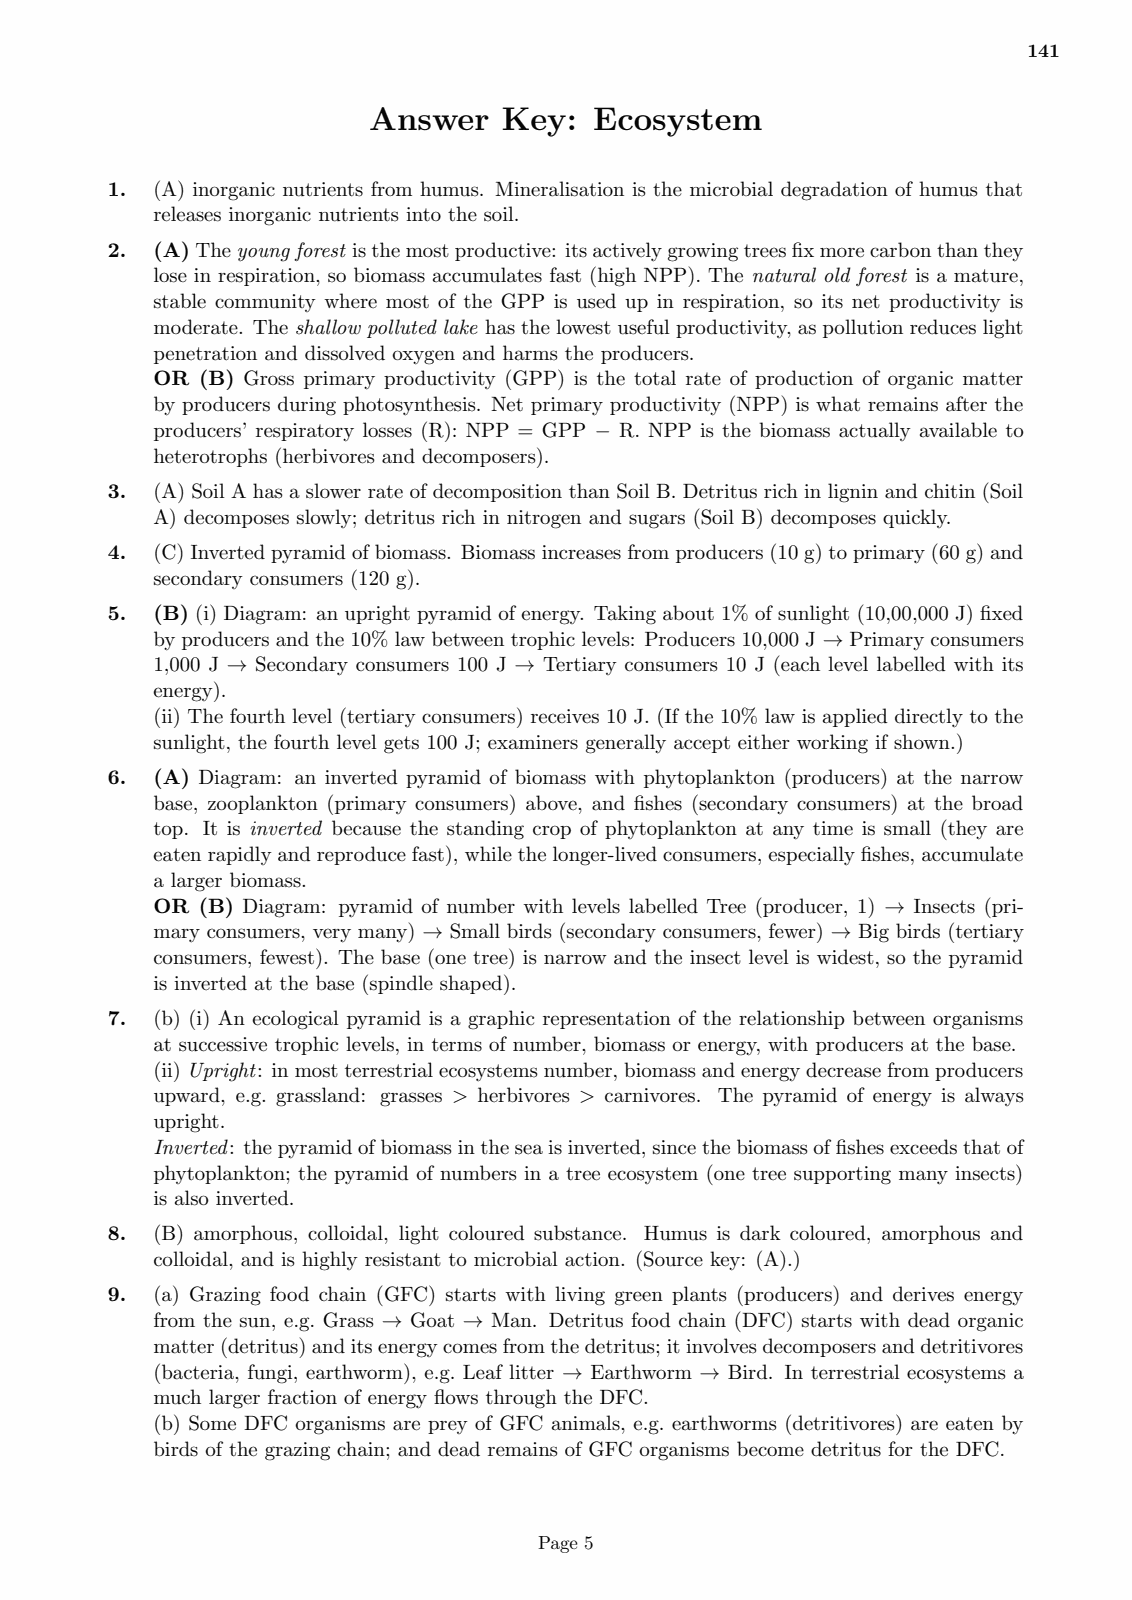 141
Answer Key: Ecosystem
1. (A) inorganic nutrients from humus. Mineralisation is the microbial degradation of humus that
releases inorganic nutrients into the soil.
2. (A) The young forest is the most productive: its actively growing trees fix more carbon than they
lose in respiration, so biomass accumulates fast (high NPP). The natural old forest is a mature,
stable community where most of the GPP is used up in respiration, so its net productivity is
moderate. The shallow polluted lake has the lowest useful productivity, as pollution reduces light
penetration and dissolved oxygen and harms the producers.
OR (B) Gross primary productivity (GPP) is the total rate of production of organic matter
by producers during photosynthesis. Net primary productivity (NPP) is what remains after the
producers' respiratory losses (R): NPP = GPP − R. NPP is the biomass actually available to
heterotrophs (herbivores and decomposers).
3. (A) Soil A has a slower rate of decomposition than Soil B. Detritus rich in lignin and chitin (Soil
A) decomposes slowly; detritus rich in nitrogen and sugars (Soil B) decomposes quickly.
4. (C) Inverted pyramid of biomass. Biomass increases from producers (10 g) to primary (60 g) and
secondary consumers (120 g).
5. (B) (i) Diagram: an upright pyramid of energy. Taking about 1% of sunlight (10,00,000 J) fixed
by producers and the 10% law between trophic levels: Producers 10,000 J → Primary consumers
1,000 J → Secondary consumers 100 J → Tertiary consumers 10 J (each level labelled with its
energy).
(ii) The fourth level (tertiary consumers) receives 10 J. (If the 10% law is applied directly to the
sunlight, the fourth level gets 100 J; examiners generally accept either working if shown.)
6. (A) Diagram: an inverted pyramid of biomass with phytoplankton (producers) at the narrow
base, zooplankton (primary consumers) above, and fishes (secondary consumers) at the broad
top. It is inverted because the standing crop of phytoplankton at any time is small (they are
eaten rapidly and reproduce fast), while the longer-lived consumers, especially fishes, accumulate
a larger biomass.
OR (B) Diagram: pyramid of number with levels labelled Tree (producer, 1) → Insects (pri-
mary consumers, very many) → Small birds (secondary consumers, fewer) → Big birds (tertiary
consumers, fewest). The base (one tree) is narrow and the insect level is widest, so the pyramid
is inverted at the base (spindle shaped).
7. (b) (i) An ecological pyramid is a graphic representation of the relationship between organisms
at successive trophic levels, in terms of number, biomass or energy, with producers at the base.
(ii) Upright: in most terrestrial ecosystems number, biomass and energy decrease from producers
upward, e.g. grassland: grasses > herbivores > carnivores. The pyramid of energy is always
upright.
Inverted: the pyramid of biomass in the sea is inverted, since the biomass of fishes exceeds that of
phytoplankton; the pyramid of numbers in a tree ecosystem (one tree supporting many insects)
is also inverted.
8. (B) amorphous, colloidal, light coloured substance. Humus is dark coloured, amorphous and
colloidal, and is highly resistant to microbial action. (Source key: (A).)
9. (a) Grazing food chain (GFC) starts with living green plants (producers) and derives energy
from the sun, e.g. Grass → Goat → Man. Detritus food chain (DFC) starts with dead organic
matter (detritus) and its energy comes from the detritus; it involves decomposers and detritivores
(bacteria, fungi, earthworm), e.g. Leaf litter → Earthworm → Bird. In terrestrial ecosystems a
much larger fraction of energy flows through the DFC.
(b) Some DFC organisms are prey of GFC animals, e.g. earthworms (detritivores) are eaten by
birds of the grazing chain; and dead remains of GFC organisms become detritus for the DFC.
Page 5